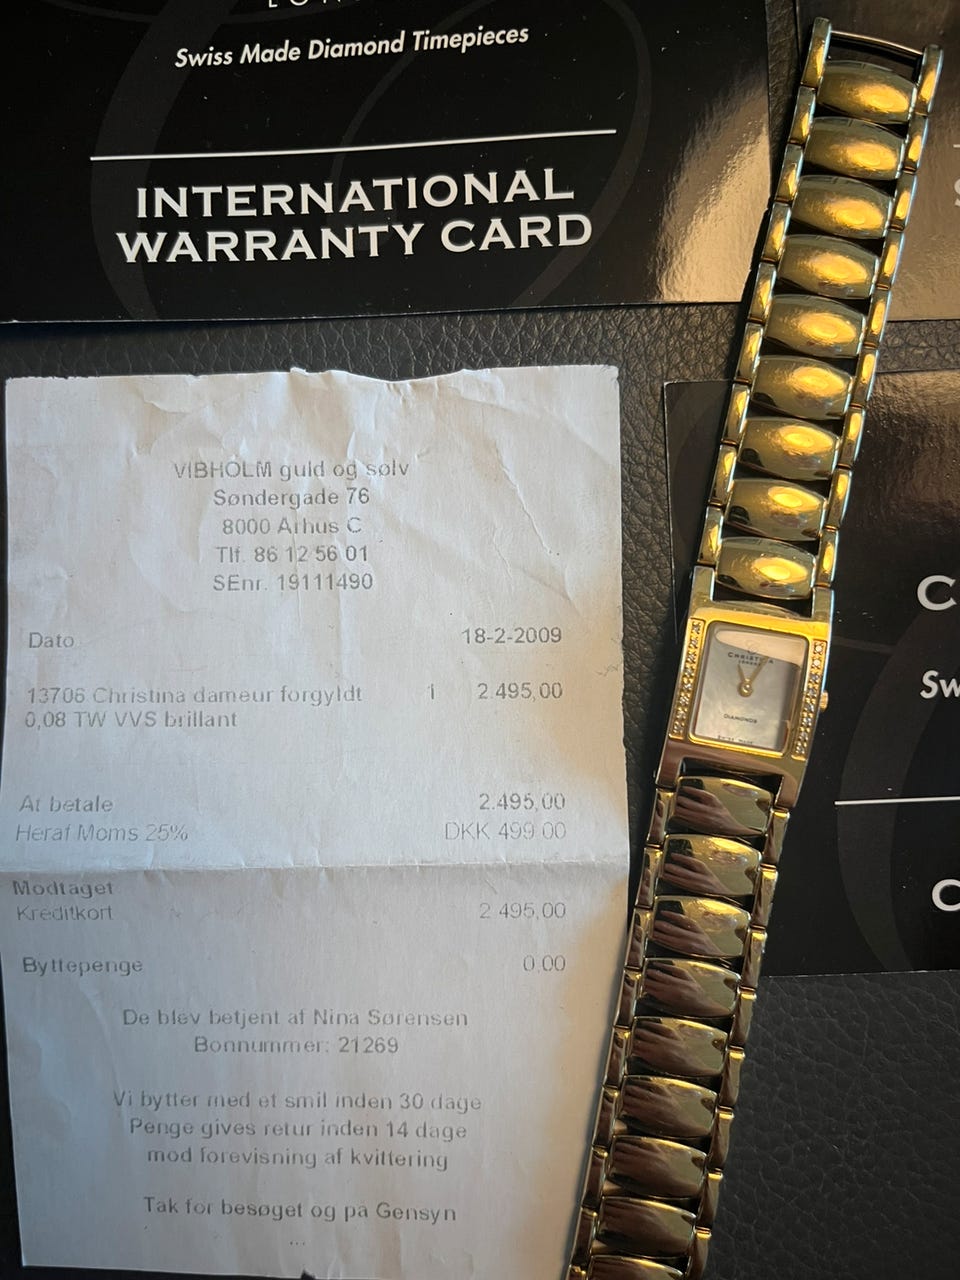 Swiss Made Diamond Timepieces
INTERNATIONAL
WARRANTY CARD
VIBHOLM guld og sølv
Søndergade 76
8000 Århus C
Tlf. 86 12 56 01
SEnr. 19111490
Dato 18-2-2009
13706 Christina dameur forgyldt 1 2.495,00
0,08 TW VVS brillant
At betale 2.495,00
Heraf Moms 25% DKK 499.00
Modtaget
Kreditkort 2.495,00
Byttepenge 0,00
De blev betjent af Nina Sørensen
Bonnummer: 21269
Vi bytter med et smil inden 30 dage
Penge gives retur inden 14 dage
mod forevisning af kvittering
Tak for besøget og på Gensyn
...
CHRISTINA
LONDON
DIAMONDS
SWISS MADE
C
Sw
C